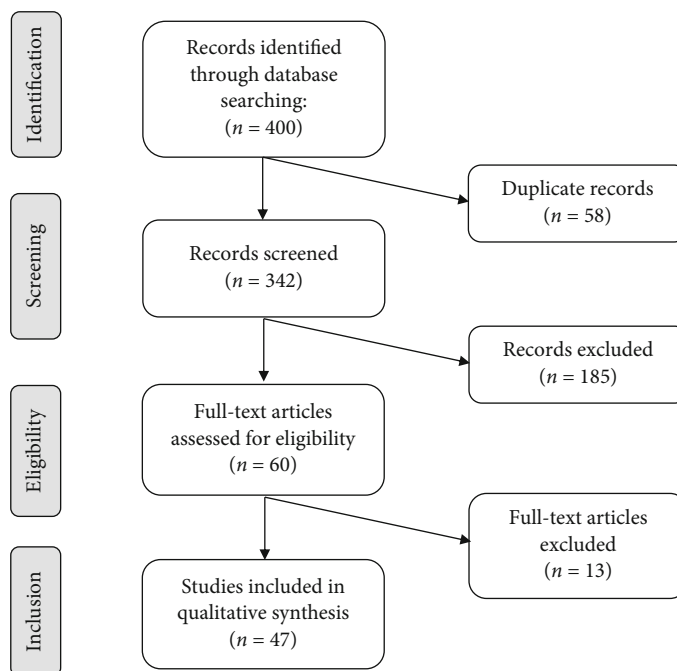 Identification
Records identified
through database
searching:
(n = 400)
Duplicate records
(n = 58)
Screening
Records screened
(n = 342)
Records excluded
(n = 185)
Eligibility
Full-text articles
assessed for eligibility
(n = 60)
Full-text articles
excluded
(n = 13)
Inclusion
Studies included in
qualitative synthesis
(n = 47)